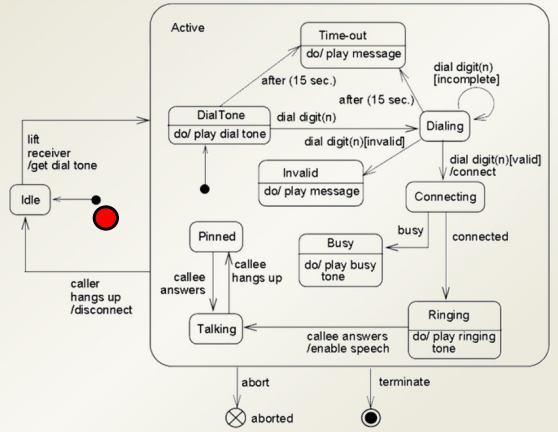 Active
Time-out
do/ play message
dial digit(n)
[incomplete]
after (15 sec.)
after (15 sec.)
DialTone
do/ play dial tone
dial digit(n)
Dialing
lift
receiver
/get dial tone
dial digit(n)[invalid]
dial digit(n)[valid]
/connect
Invalid
do/ play message
Idle
Connecting
Pinned
busy
connected
Busy
do/ play busy
tone
callee
answers
callee
hangs up
caller
hangs up
/disconnect
Ringing
do/ play ringing
tone
Talking
callee answers
/enable speech
abort
terminate
aborted